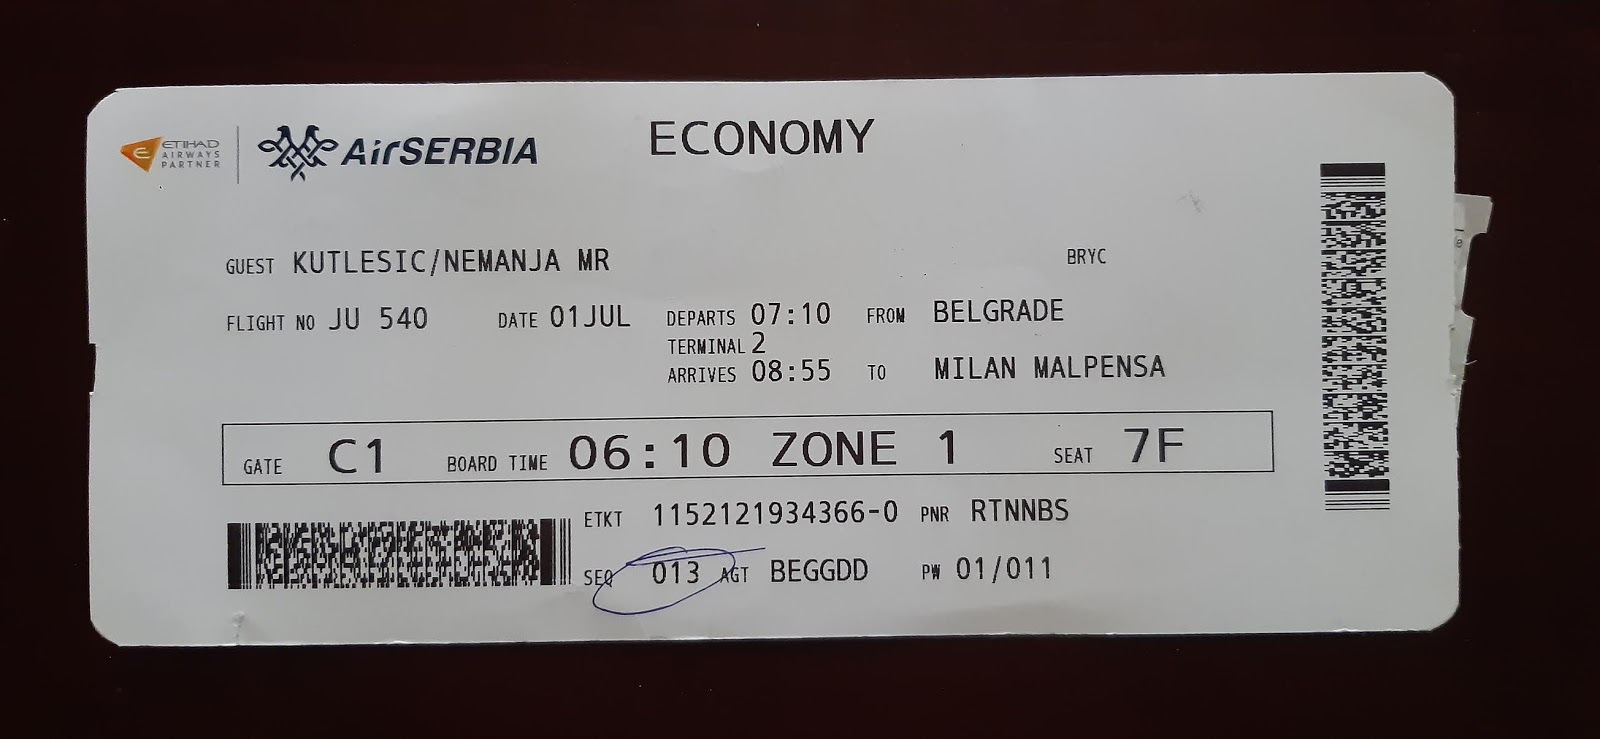 ETIHAD
AIRWAYS
PARTNER
AirSERBIA
ECONOMY
GUEST KUTLESIC/NEMANJA MR
BRYC
FLIGHT NO JU 540 DATE 01JUL DEPARTS 07:10 FROM BELGRADE
TERMINAL 2
ARRIVES 08:55 TO MILAN MALPENSA
GATE C1 BOARD TIME 06:10 ZONE 1 SEAT 7F
ETKT 1152121934366-0 PNR RTNNBS
SEQ 013 AGT BEGGDD PW 01/011